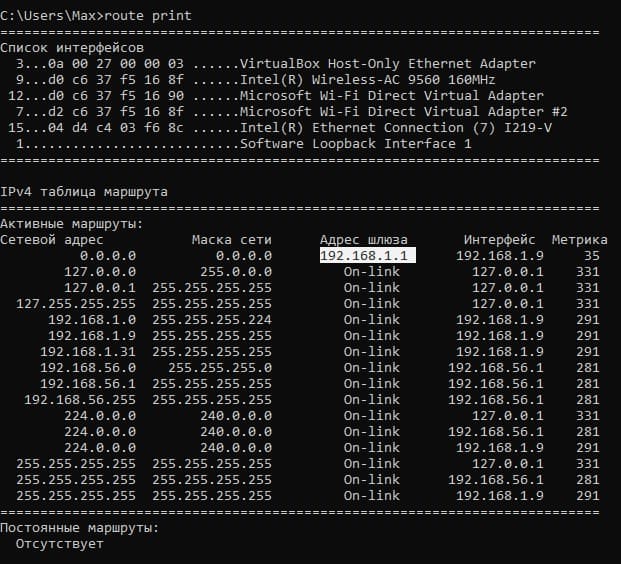 C:\Users\Max>route print
===========================================================================
Список интерфейсов
  3...0a 00 27 00 00 03 ......VirtualBox Host-Only Ethernet Adapter
  9...d0 c6 37 f5 16 8f ......Intel(R) Wireless-AC 9560 160MHz
 12...d0 c6 37 f5 16 90 ......Microsoft Wi-Fi Direct Virtual Adapter
  7...d2 c6 37 f5 16 8f ......Microsoft Wi-Fi Direct Virtual Adapter #2
 15...04 d4 c4 03 f6 8c ......Intel(R) Ethernet Connection (7) I219-V
  1...........................Software Loopback Interface 1
===========================================================================
IPv4 таблица маршрута
===========================================================================
Активные маршруты:
Сетевой адрес           Маска сети      Адрес шлюза       Интерфейс  Метрика
          0.0.0.0          0.0.0.0      192.168.1.1      192.168.1.9     35
        127.0.0.0        255.0.0.0         On-link         127.0.0.1    331
        127.0.0.1  255.255.255.255         On-link         127.0.0.1    331
  127.255.255.255  255.255.255.255         On-link         127.0.0.1    331
      192.168.1.0  255.255.255.224         On-link       192.168.1.9    291
      192.168.1.9  255.255.255.255         On-link       192.168.1.9    291
     192.168.1.31  255.255.255.255         On-link       192.168.1.9    291
     192.168.56.0    255.255.255.0         On-link      192.168.56.1    281
     192.168.56.1  255.255.255.255         On-link      192.168.56.1    281
   192.168.56.255  255.255.255.255         On-link      192.168.56.1    281
        224.0.0.0        240.0.0.0         On-link         127.0.0.1    331
        224.0.0.0        240.0.0.0         On-link      192.168.56.1    281
        224.0.0.0        240.0.0.0         On-link       192.168.1.9    291
  255.255.255.255  255.255.255.255         On-link         127.0.0.1    331
  255.255.255.255  255.255.255.255         On-link      192.168.56.1    281
  255.255.255.255  255.255.255.255         On-link       192.168.1.9    291
===========================================================================
Постоянные маршруты:
  Отсутствует